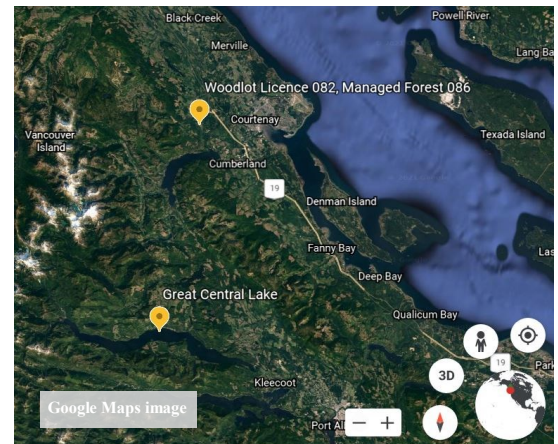 Black Creek
Powell River
Merville
Lang Ba
Woodlot Licence 082, Managed Forest 086
Courtenay
Vancouver
Island
Texada Island
Cumberland
19
Denman Island
Fanny Bay
Las
Deep Bay
Great Central Lake
Qualicum Bay
19
Park
3D
Kleecoot
Google Maps image
Port Al